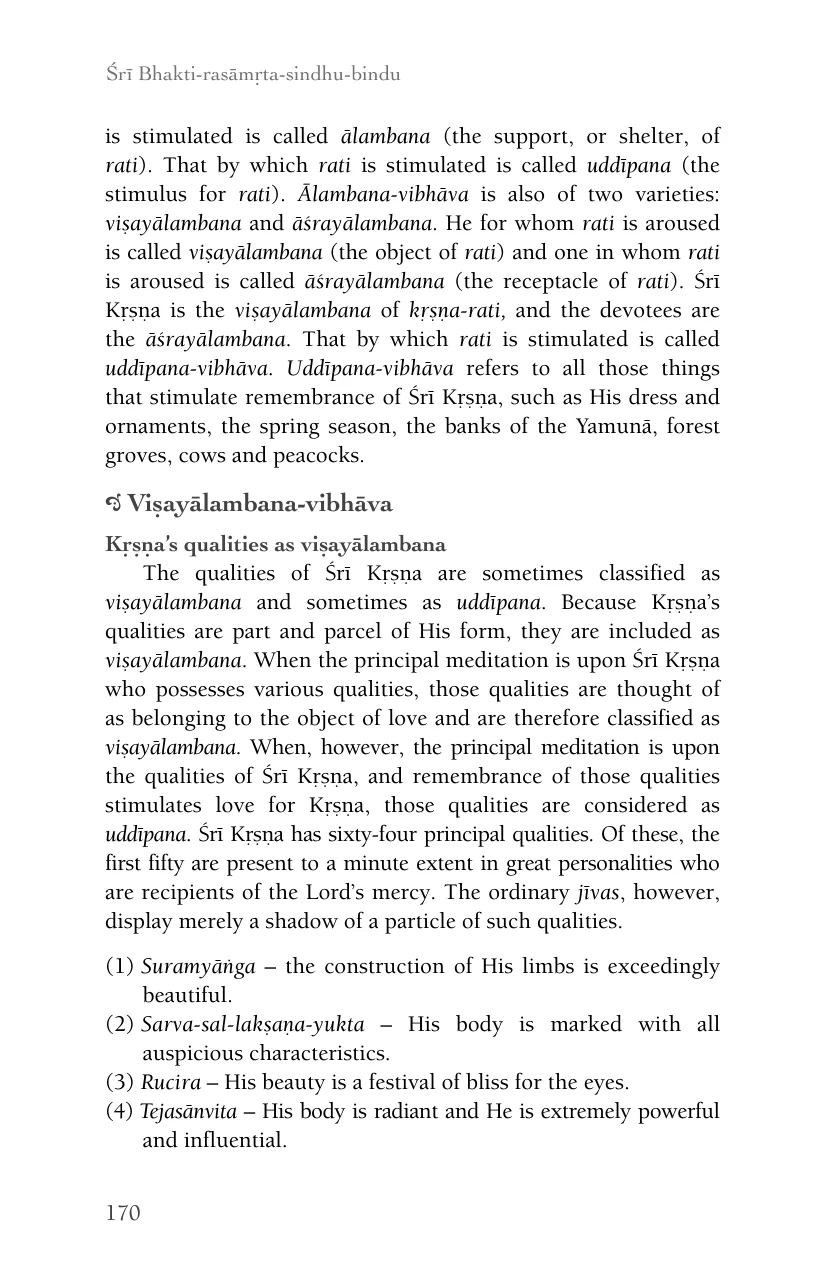 Śrī Bhakti-rasāmṛta-sindhu-bindu
is stimulated is called ālambana (the support, or shelter, of
rati). That by which rati is stimulated is called uddīpana (the
stimulus for rati). Ālambana-vibhāva is also of two varieties:
viṣayālambana and āśrayālambana. He for whom rati is aroused
is called viṣayālambana (the object of rati) and one in whom rati
is aroused is called āśrayālambana (the receptacle of rati). Śrī
Kṛṣṇa is the viṣayālambana of kṛṣṇa-rati, and the devotees are
the āśrayālambana. That by which rati is stimulated is called
uddīpana-vibhāva. Uddīpana-vibhāva refers to all those things
that stimulate remembrance of Śrī Kṛṣṇa, such as His dress and
ornaments, the spring season, the banks of the Yamunā, forest
groves, cows and peacocks.
Viṣayālambana-vibhāva
Kṛṣṇa’s qualities as viṣayālambana
The qualities of Śrī Kṛṣṇa are sometimes classified as
viṣayālambana and sometimes as uddīpana. Because Kṛṣṇa’s
qualities are part and parcel of His form, they are included as
viṣayālambana. When the principal meditation is upon Śrī Kṛṣṇa
who possesses various qualities, those qualities are thought of
as belonging to the object of love and are therefore classified as
viṣayālambana. When, however, the principal meditation is upon
the qualities of Śrī Kṛṣṇa, and remembrance of those qualities
stimulates love for Kṛṣṇa, those qualities are considered as
uddīpana. Śrī Kṛṣṇa has sixty-four principal qualities. Of these, the
first fifty are present to a minute extent in great personalities who
are recipients of the Lord’s mercy. The ordinary jīvas, however,
display merely a shadow of a particle of such qualities.
(1) Suramyāṅga – the construction of His limbs is exceedingly
beautiful.
(2) Sarva-sal-lakṣaṇa-yukta – His body is marked with all
auspicious characteristics.
(3) Rucira – His beauty is a festival of bliss for the eyes.
(4) Tejasānvita – His body is radiant and He is extremely powerful
and influential.
170